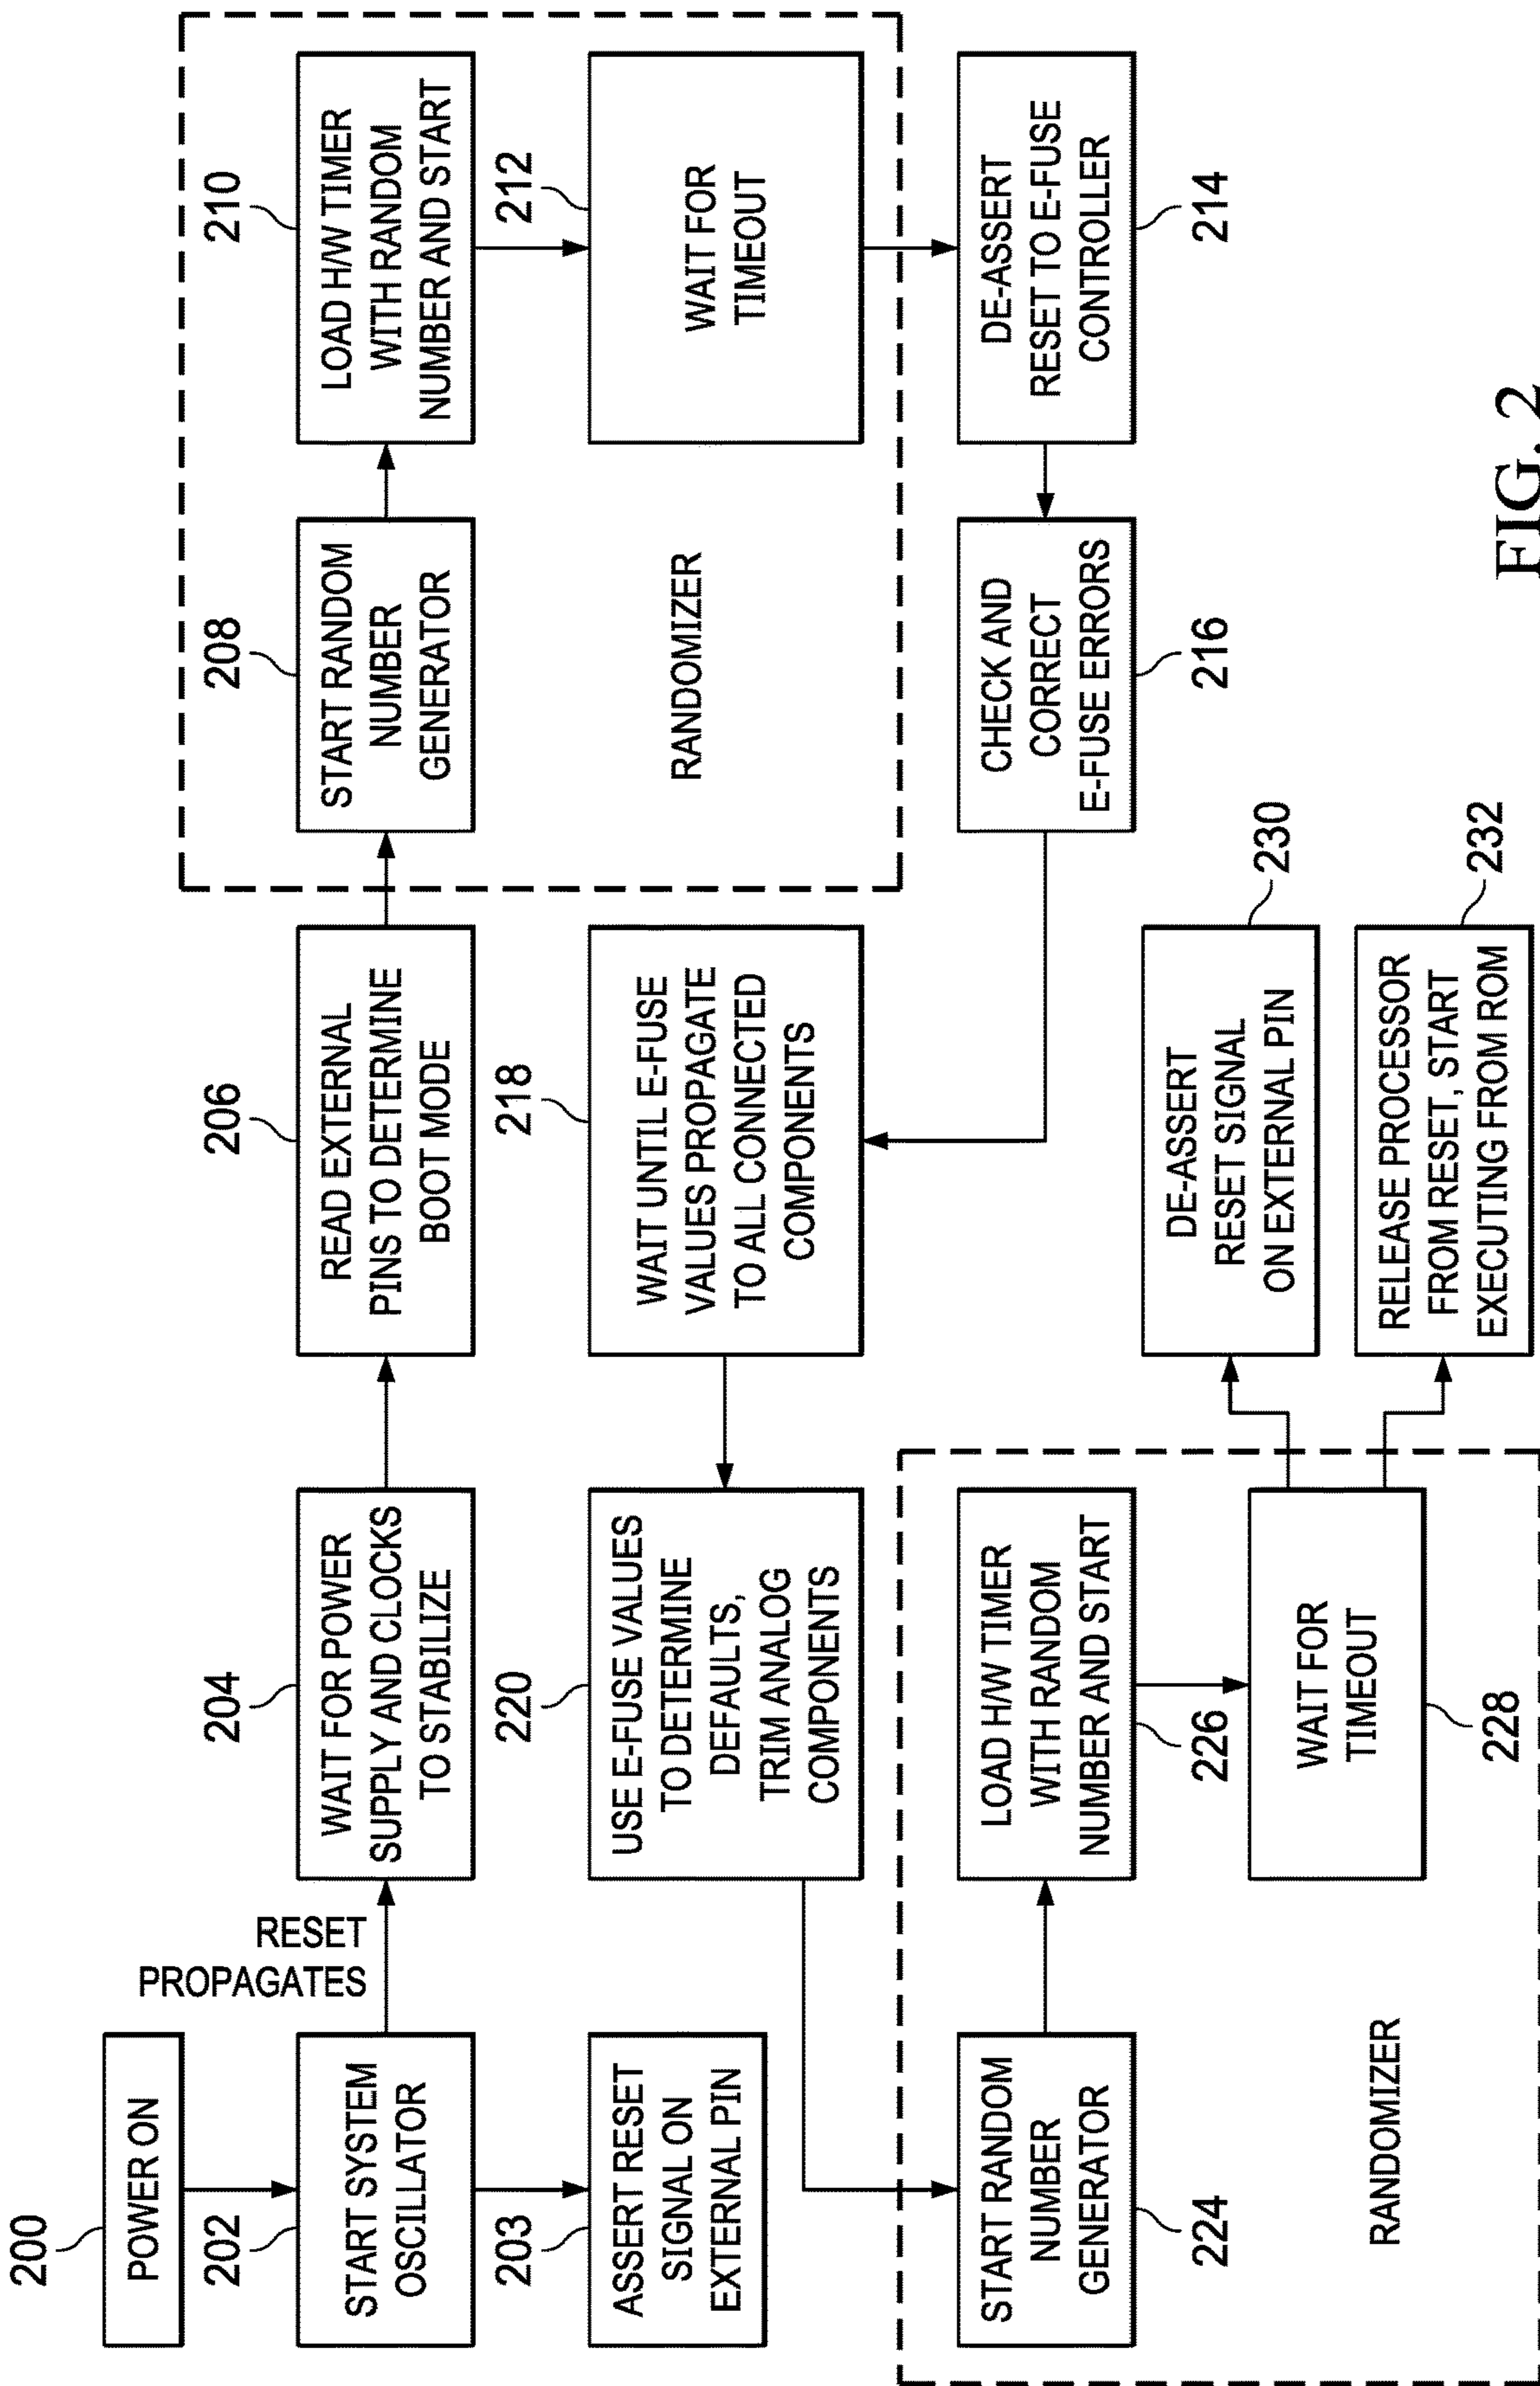 200
POWER ON
202
START SYSTEM
OSCILLATOR
203
ASSERT RESET
SIGNAL ON
EXTERNAL PIN
RESET
PROPAGATES
204
WAIT FOR POWER
SUPPLY AND CLOCKS
TO STABILIZE
206
READ EXTERNAL
PINS TO DETERMINE
BOOT MODE
208
START RANDOM
NUMBER
GENERATOR
210
LOAD H/W TIMER
WITH RANDOM
NUMBER AND START
212
WAIT FOR
TIMEOUT
RANDOMIZER
DE-ASSERT
RESET TO E-FUSE
CONTROLLER
214
CHECK AND
CORRECT
E-FUSE ERRORS
216
218
WAIT UNTIL E-FUSE
VALUES PROPAGATE
TO ALL CONNECTED
COMPONENTS
220
USE E-FUSE VALUES
TO DETERMINE
DEFAULTS,
TRIM ANALOG
COMPONENTS
START RANDOM
NUMBER
GENERATOR
224
LOAD H/W TIMER
WITH RANDOM
NUMBER AND START
226
WAIT FOR
TIMEOUT
228
RANDOMIZER
DE-ASSERT
RESET SIGNAL
ON EXTERNAL PIN
230
RELEASE PROCESSOR
FROM RESET, START
EXECUTING FROM ROM
232
FIG. 2